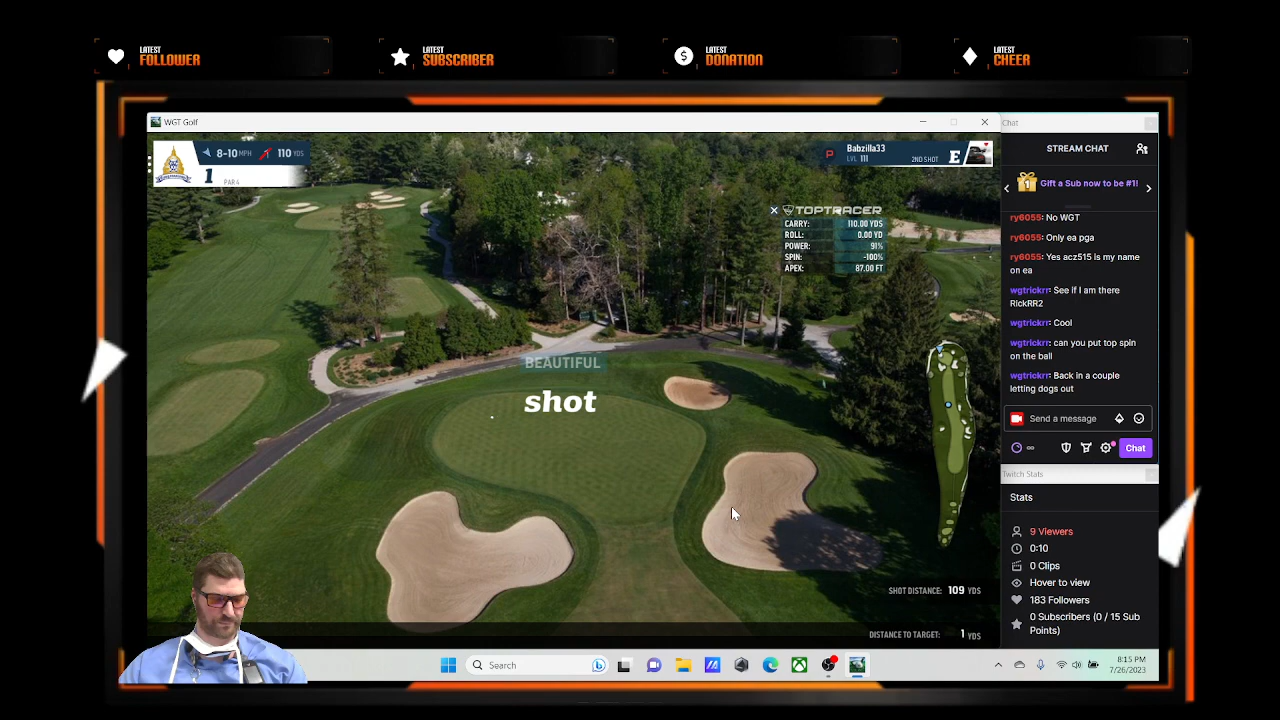 LATEST
FOLLOWER
LATEST
SUBSCRIBER
LATEST
DONATION
LATEST
CHEER
WGT Golf
8-10 MPH 110 YDS
1 PAR 4
Babzilla33
LVL 111 2ND SHOT E
TOPTRACER
CARRY: 110.00 YDS
ROLL: 0.00 YD
POWER: 91%
SPIN: -100%
APEX: 87.00 FT
BEAUTIFUL
shot
SHOT DISTANCE: 109 YDS
DISTANCE TO TARGET: 1 YDS
Chat
STREAM CHAT
1 Gift a Sub now to be #1!
ry6055: No WGT
ry6055: Only ea pga
ry6055: Yes acz515 is my name
on ea
wgtrickrr: See if I am there
RickRR2
wgtrickrr: Cool
wgtrickrr: can you put top spin
on the ball
wgtrickrr: Back in a couple
letting dogs out
Send a message
Chat
Twitch Stats
Stats
9 Viewers
0:10
0 Clips
Hover to view
183 Followers
0 Subscribers (0 / 15 Sub
Points)
Search
8:15 PM
7/26/2023